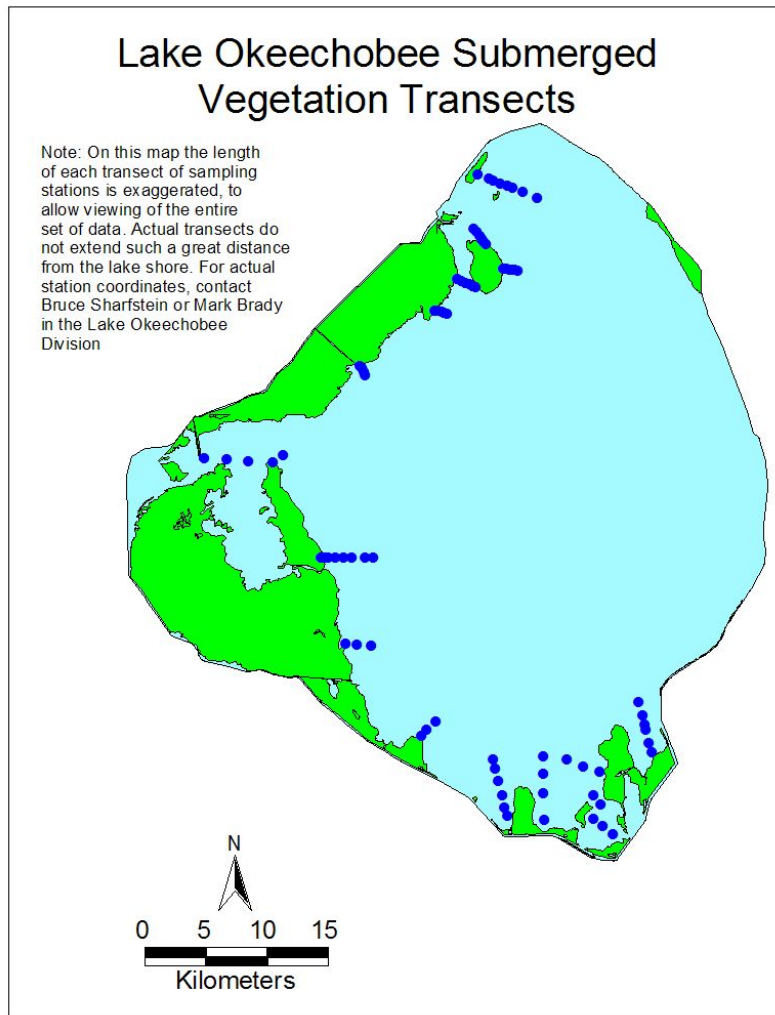 Lake Okeechobee Submerged
Vegetation Transects
Note: On this map the length
of each transect of sampling
stations is exaggerated, to
allow viewing of the entire
set of data. Actual transects do
not extend such a great distance
from the lake shore. For actual
station coordinates, contact
Bruce Sharfstein or Mark Brady
in the Lake Okeechobee
Division
N
0 5 10 15
Kilometers